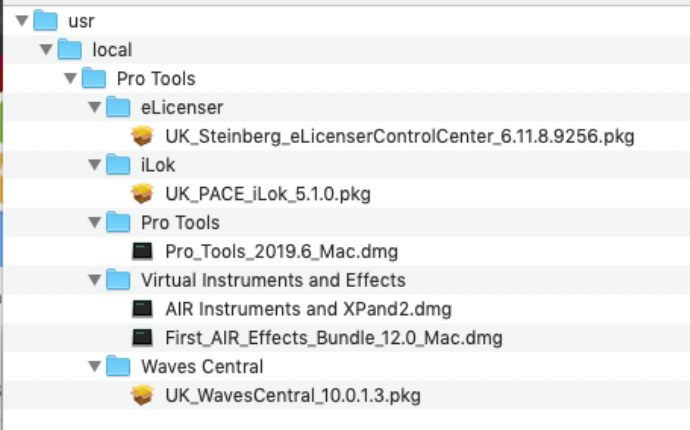 usr
local
Pro Tools
eLicenser
UK_Steinberg_eLicenserControlCenter_6.11.8.9256.pkg
iLok
UK_PACE_iLok_5.1.0.pkg
Pro Tools
Pro_Tools_2019.6_Mac.dmg
Virtual Instruments and Effects
AIR Instruments and XPand2.dmg
First_AIR_Effects_Bundle_12.0_Mac.dmg
Waves Central
UK_WavesCentral_10.0.1.3.pkg